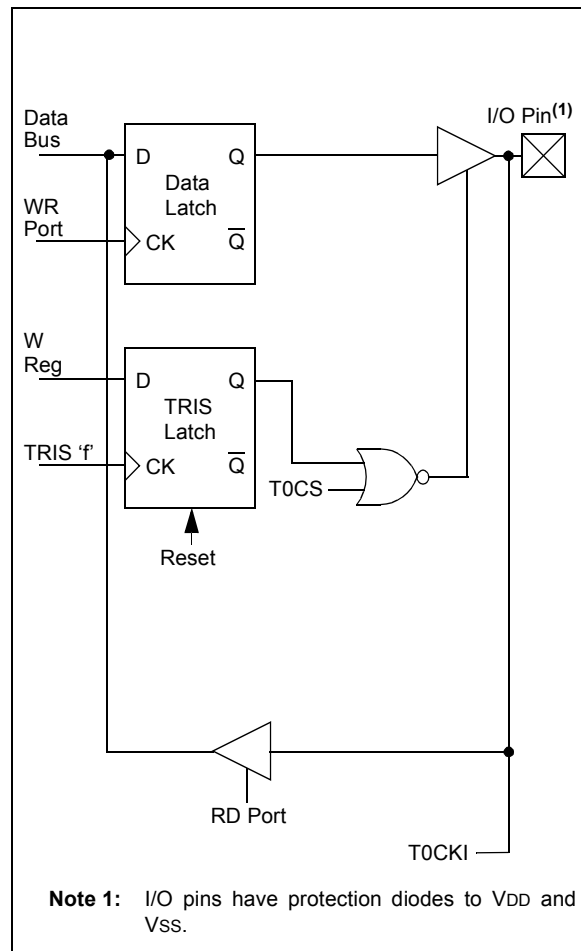 I/O Pin(1)
Data
Bus
D Q
Data
Latch
WR
Port
CK Q̅
W
Reg
D Q
TRIS
Latch
TRIS ‘f’
CK Q̅
T0CS
Reset
RD Port
T0CKI
Note 1: I/O pins have protection diodes to VDD and
VSS.